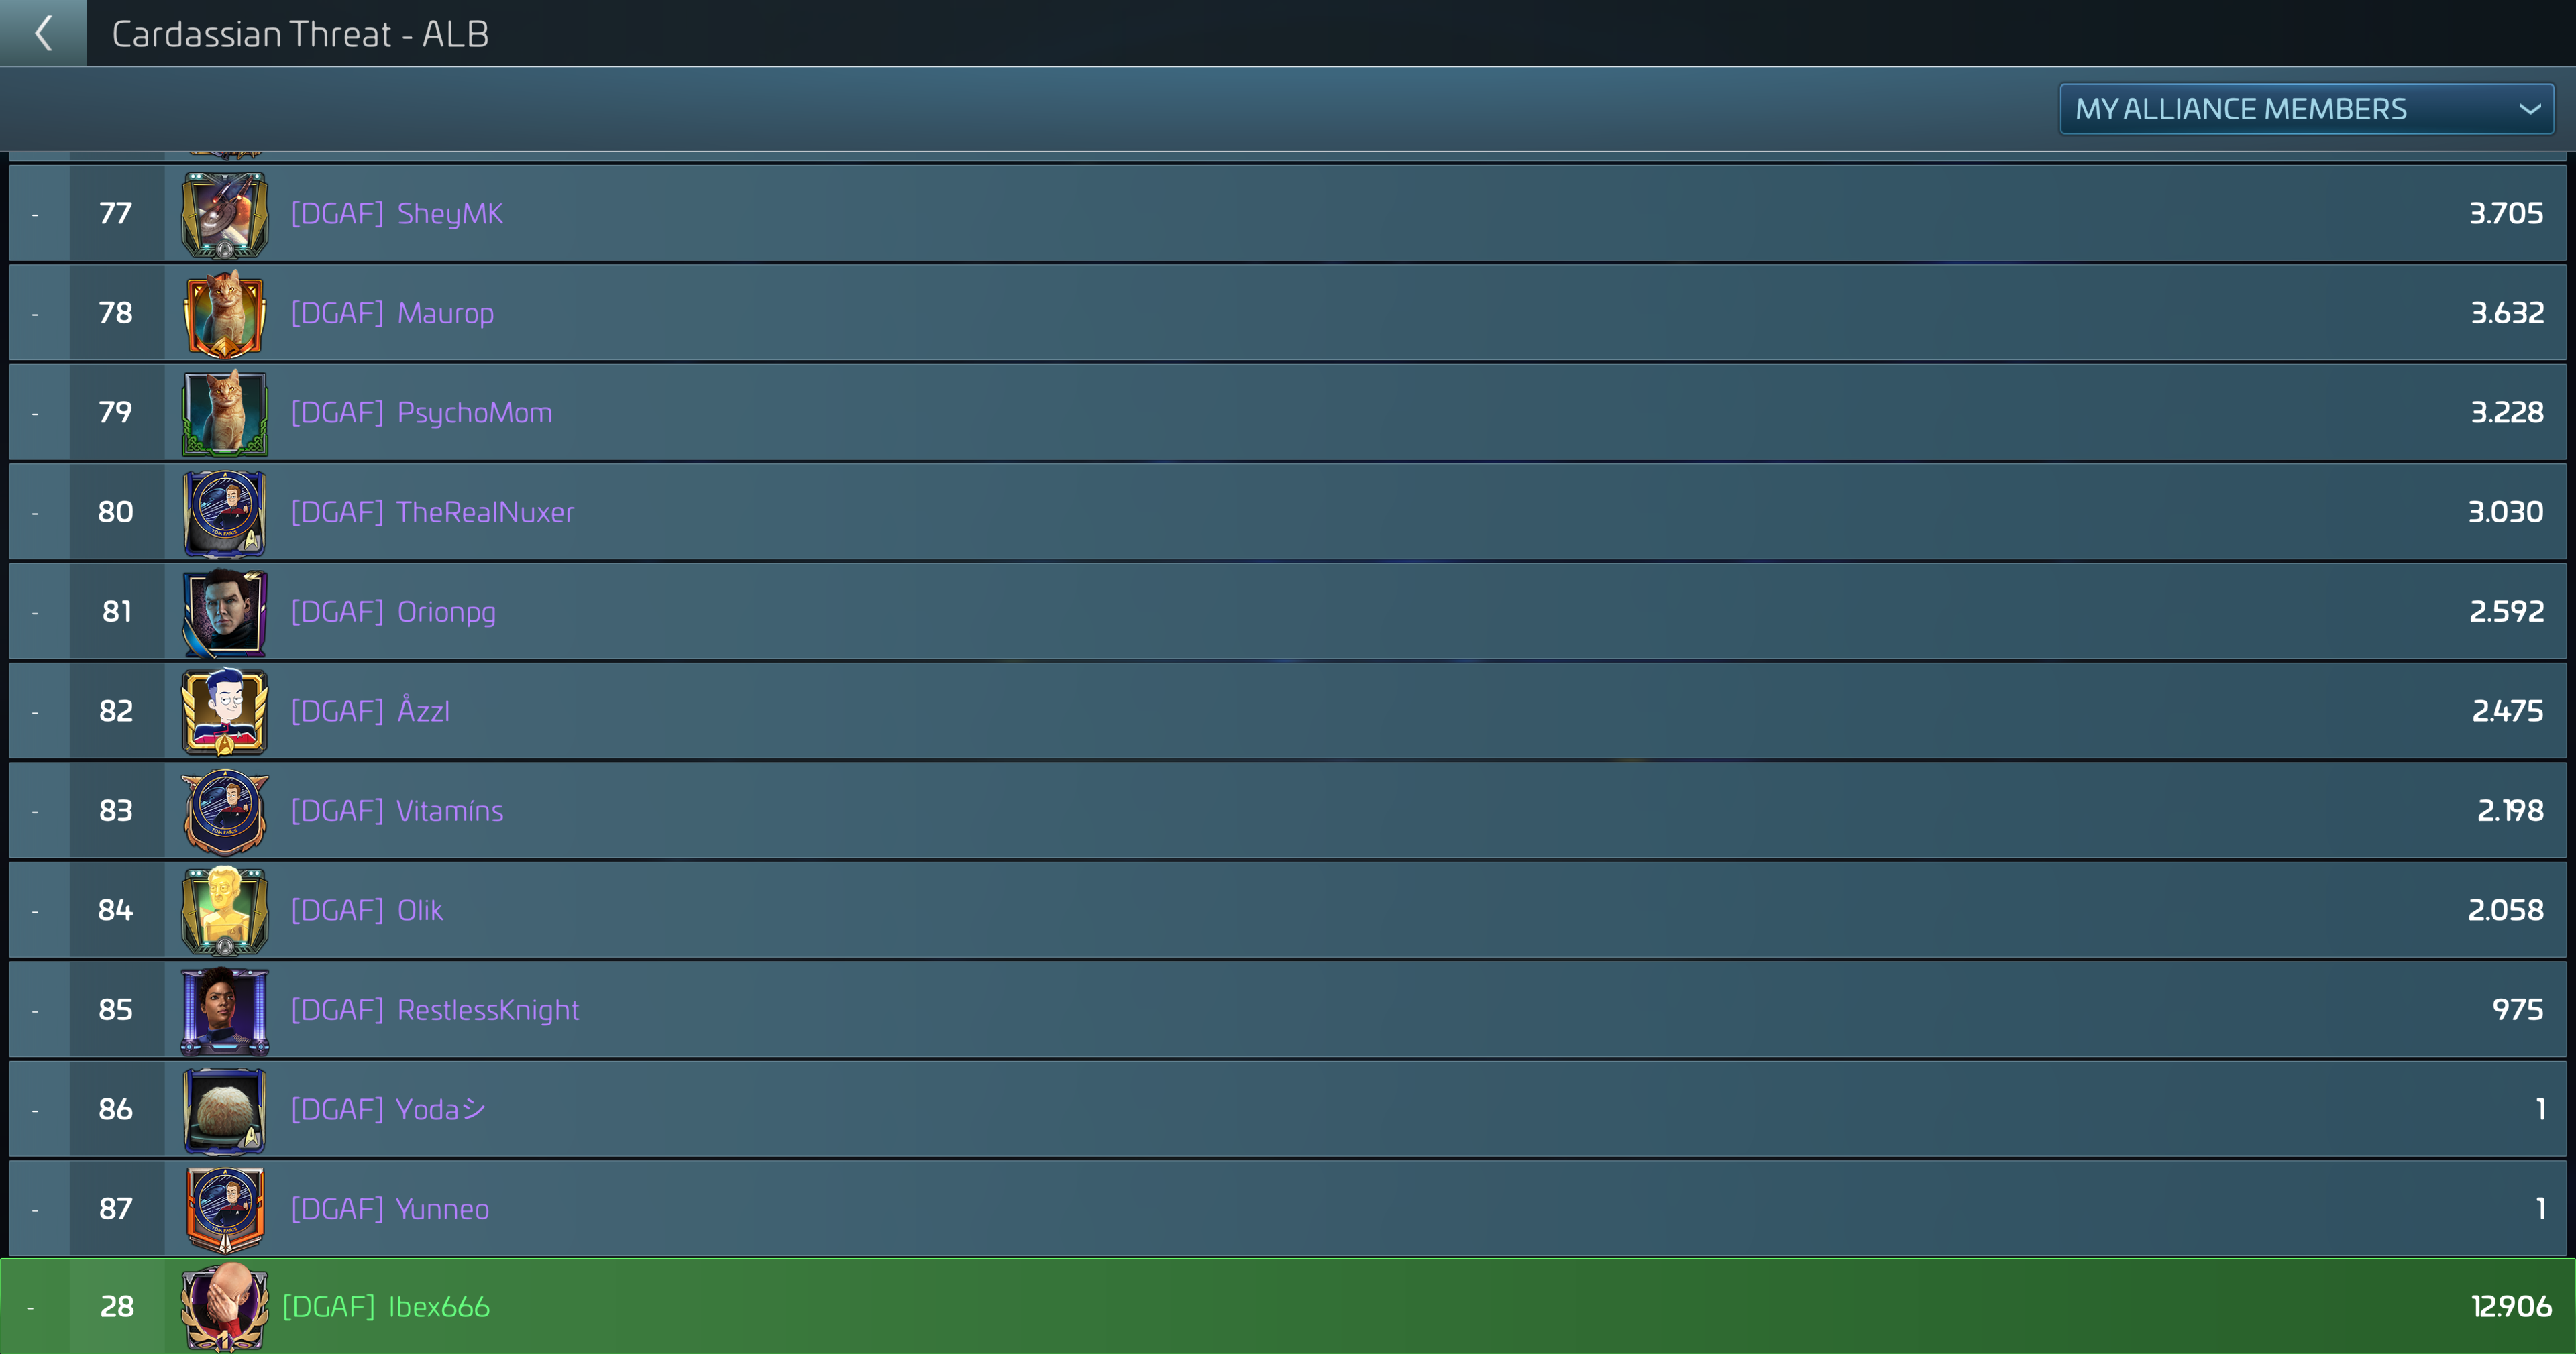 Cardassian Threat - ALB
MY ALLIANCE MEMBERS
- 77 [DGAF] SheyMK 3.705
- 78 [DGAF] Maurop 3.632
- 79 [DGAF] PsychoMom 3.228
- 80 [DGAF] TheRealNuxer 3.030
- 81 [DGAF] Orionpg 2.592
- 82 [DGAF] Åzzl 2.475
- 83 [DGAF] Vitamíns 2.198
- 84 [DGAF] Olik 2.058
- 85 [DGAF] RestlessKnight 975
- 86 [DGAF] Yodaシ 1
- 87 [DGAF] Yunneo 1
- 28 [DGAF] Ibex666 12.906